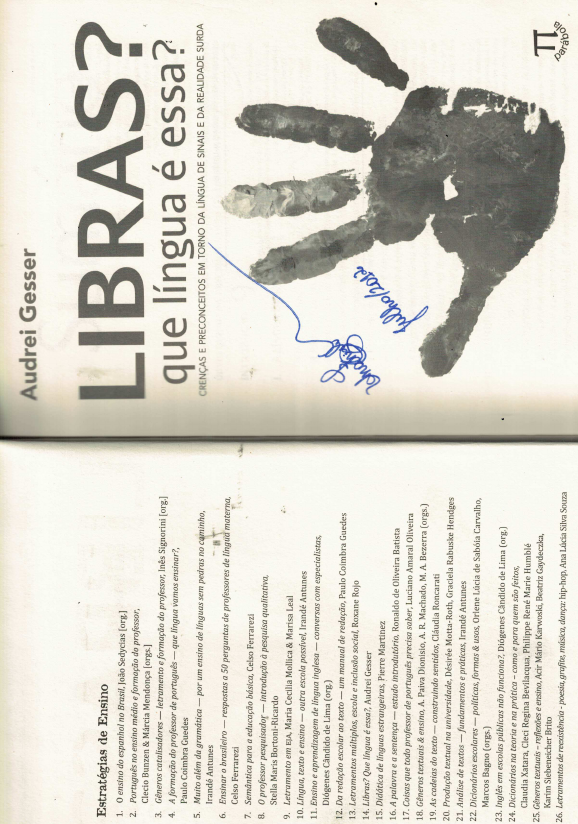 Estratégias de Ensino
1. O ensino do espanhol no Brasil, João Sedycias [org.]
2. Português no ensino médio e formação do professor,
Clecio Bunzen & Márcia Mendonça [orgs.]
3. Gêneros catalisadores — letramento e formação do professor, Inês Signorini [org.]
4. A formação do professor de português — que língua vamos ensinar?,
Paulo Coimbra Guedes
5. Muito além da gramática — por um ensino de línguas sem pedras no caminho,
Irandé Antunes
6. Ensinar o brasileiro — respostas a 50 perguntas de professores de língua materna,
Celso Ferrarezi
7. Semântica para a educação básica, Celso Ferrarezi
8. O professor pesquisador — introdução à pesquisa qualitativa,
Stella Maris Bortoni-Ricardo
9. Letramento em EJA, Maria Cecília Mollica & Marisa Leal
10. Língua, texto e ensino — outra escola possível, Irandé Antunes
11. Ensino e aprendizagem de língua inglesa — conversas com especialistas,
Diógenes Cândido de Lima [org.]
12. Da redação escolar ao texto — um manual de redação, Paulo Coimbra Guedes
13. Letramentos múltiplos, escola e inclusão social, Roxane Rojo
14. Libras? Que língua é essa?, Audrei Gesser
15. Didática de línguas estrangeiras, Pierre Martinez
16. A palavra e a sentença — estudo introdutório, Ronaldo de Oliveira Batista
17. Coisas que todo professor de português precisa saber, Luciano Amaral Oliveira
18. Gêneros textuais & ensino, A. Paiva Dionisio, A. R. Machado, M. A. Bezerra (orgs.)
19. As cadeias do texto — construindo sentidos, Cláudia Roncarati
20. Produção textual na universidade, Désirée Motta-Roth, Graciela Rabuske Hendges
21. Análise de textos — fundamentos e práticas, Irandé Antunes
22. Dicionários escolares — políticas, formas & usos, Orlene Lúcia de Sabóia Carvalho,
Marcos Bagno (orgs.)
23. Inglês em escolas públicas não funciona?, Diógenes Cândido de Lima (org.)
24. Dicionários na teoria e na prática – como e para quem são feitos,
Claudia Xatara, Cleci Regina Bevilacqua, Philippe René Marie Humblé
25. Gêneros textuais – reflexões e ensino, Acir Mário Karwoski, Beatriz Gaydeczka,
Karim Siebeneicher Brito
26. Letramentos de reexistência - poesia, grafite, música, dança: hip-hop, Ana Lúcia Silva Souza
Audrei Gesser
LIBRAS?
que língua é essa?
CRENÇAS E PRECONCEITOS EM TORNO DA LÍNGUA DE SINAIS E DA REALIDADE SURDA
julho/2012
parábola